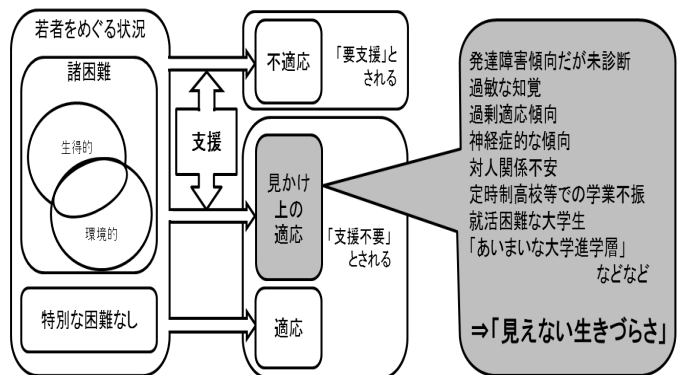 若者をめぐる状況
諸困難
生得的
環境的
特別な困難なし
支援
不適応
「要支援」と
される
見かけ
上の
適応
「支援不要」
とされる
適応
発達障害傾向だが未診断
過敏な知覚
過剰適応傾向
神経症的な傾向
対人関係不安
定時制高校等での学業不振
就活困難な大学生
「あいまいな大学進学層」
などなど
⇒「見えない生きづらさ」